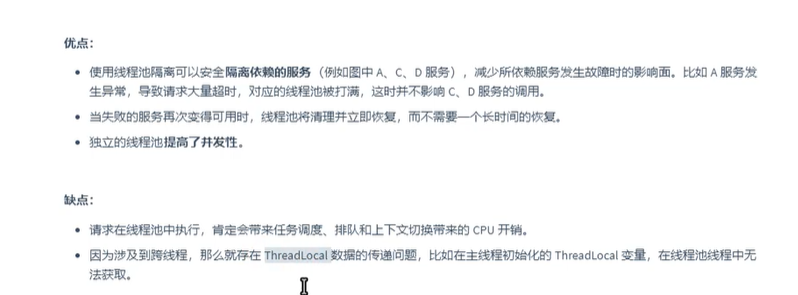 优点：
使用线程池隔离可以安全隔离依赖的服务（例如图中 A、C、D 服务），减少所依赖服务发生故障时的影响面。比如 A 服务发
生异常，导致请求大量超时，对应的线程池被打满，这时并不影响 C、D 服务的调用。
当失败的服务再次变得可用时，线程池将清理并立即恢复，而不需要一个长时间的恢复。
独立的线程池提高了并发性。
缺点：
请求在线程池中执行，肯定会带来任务调度、排队和上下文切换带来的 CPU 开销。
因为涉及到跨线程，那么就存在 ThreadLocal 数据的传递问题，比如在主线程初始化的 ThreadLocal 变量，在线程池线程中无
法获取。